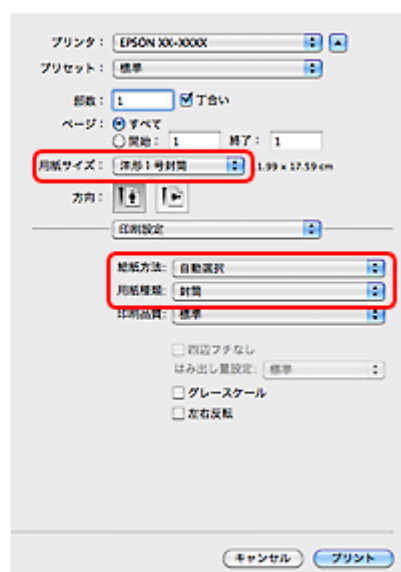 プリンタ： EPSON XX-XXXX
プリセット： 標準
部数： 1 丁合い
ページ： すべて
開始： 1 終了： 1
用紙サイズ： 洋形1号封筒 1.99 x 17.59 cm
方向：
印刷設定
給紙方法： 自動選択
用紙種類： 封筒
印刷品質： 標準
四辺フチなし
はみ出し量設定： 標準
グレースケール
左右反転
キャンセル プリント